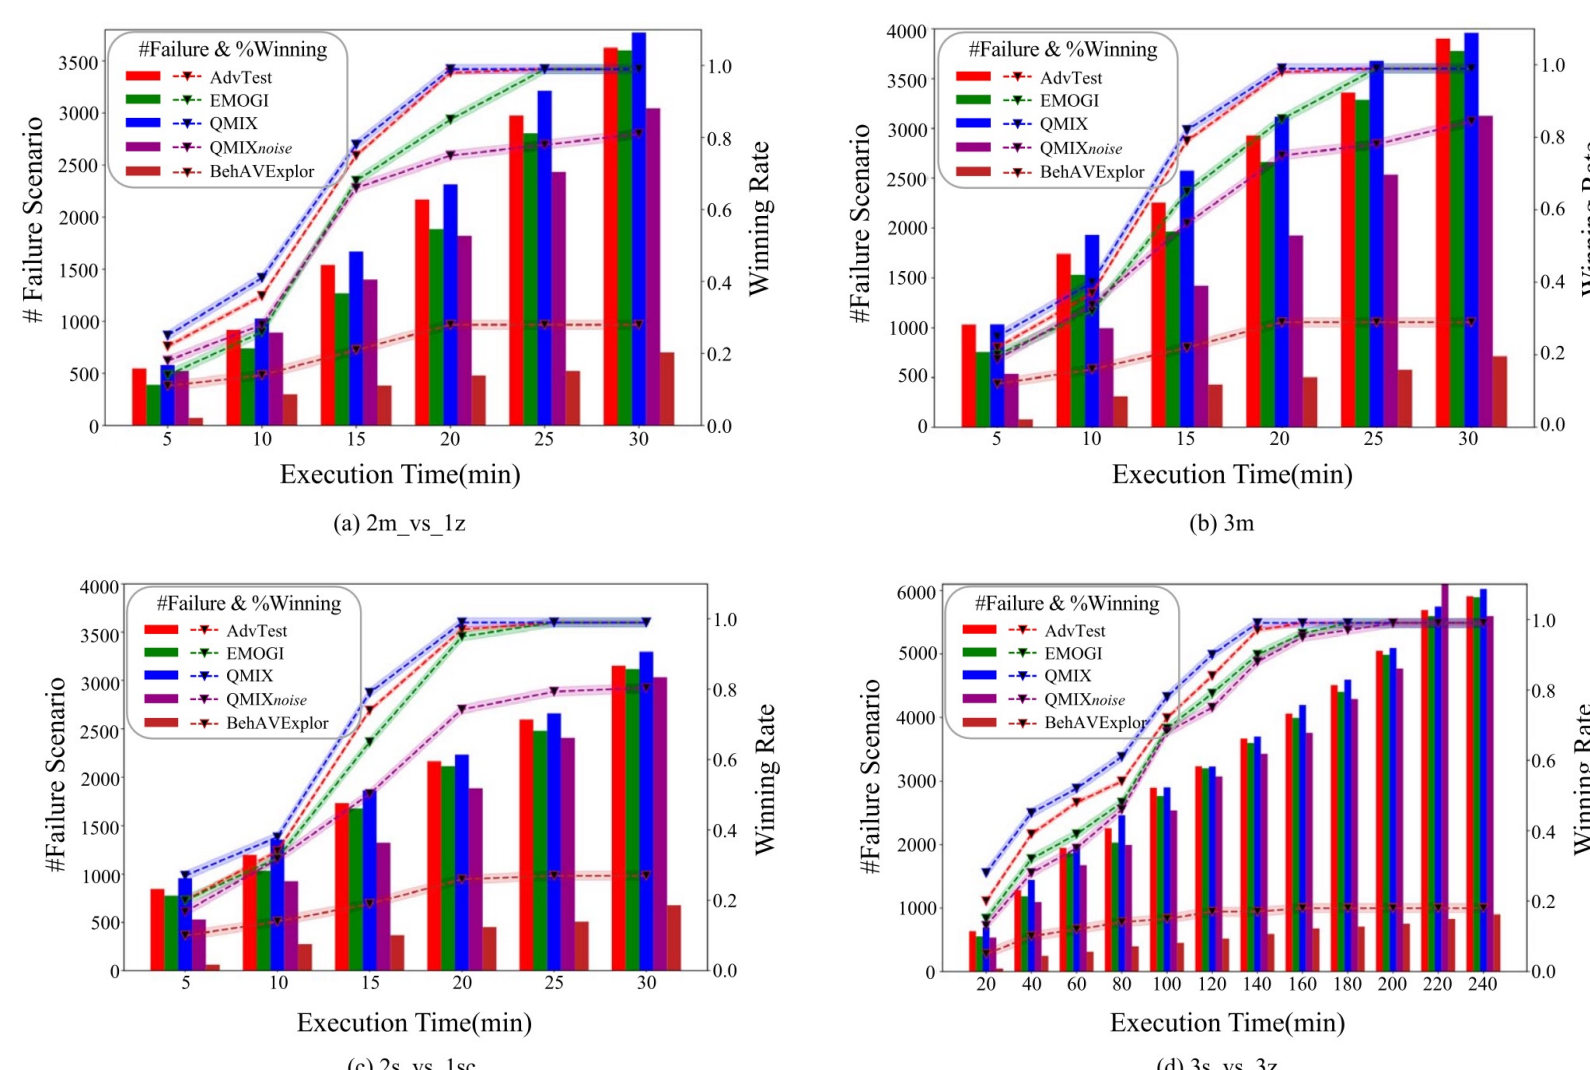 #Failure & %Winning
AdvTest
EMOGI
QMIX
QMIXnoise
BehAVExplor
# Failure Scenario
3500
3000
2500
2000
1500
1000
500
0
1.0
0.8
0.6
0.4
0.2
0.0
Winning Rate
5 10 15 20 25 30
Execution Time(min)
(a) 2m_vs_1z
#Failure & %Winning
AdvTest
EMOGI
QMIX
QMIXnoise
BehAVExplor
#Failure Scenario
4000
3500
3000
2500
2000
1500
1000
500
0
1.0
0.8
0.6
0.4
0.2
0.0
Winning Rate
5 10 15 20 25 30
Execution Time(min)
(b) 3m
#Failure & %Winning
AdvTest
EMOGI
QMIX
QMIXnoise
BehAVExplor
#Failure Scenario
4000
3500
3000
2500
2000
1500
1000
500
0
1.0
0.8
0.6
0.4
0.2
0.0
Winning Rate
5 10 15 20 25 30
Execution Time(min)
(c) 2s_vs_1sc
#Failure & %Winning
AdvTest
EMOGI
QMIX
QMIXnoise
BehAVExplor
#Failure Scenario
6000
5000
4000
3000
2000
1000
0
1.0
0.8
0.6
0.4
0.2
0.0
Winning Rate
20 40 60 80 100 120 140 160 180 200 220 240
Execution Time(min)
(d) 3s_vs_3z